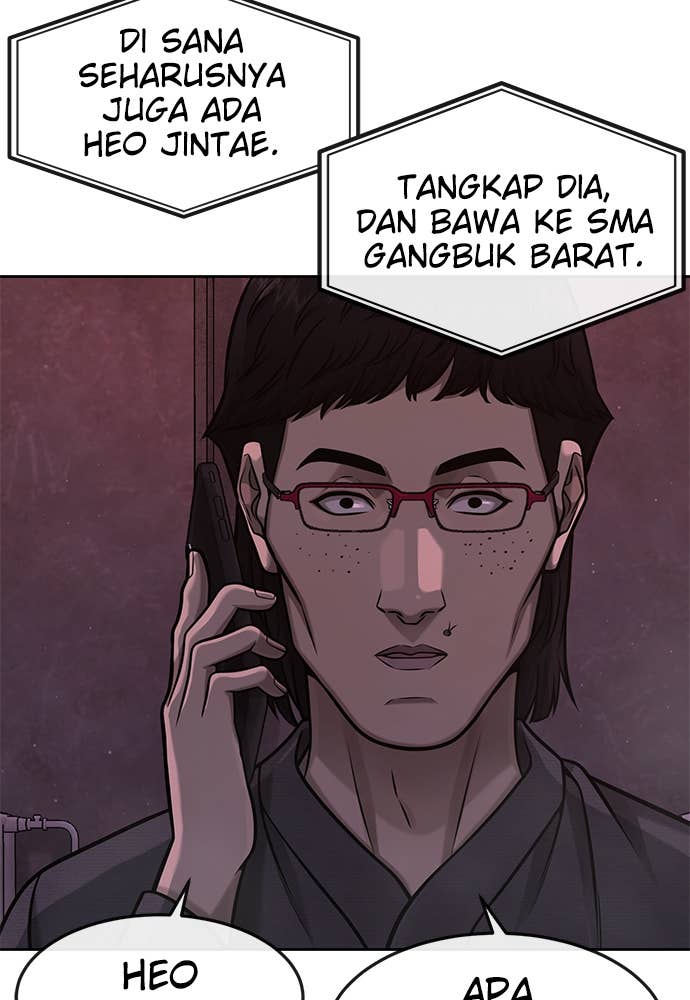 DI SANA
SEHARUSNYA
JUGA ADA
HEO JINTAE.
TANGKAP DIA,
DAN BAWA KE SMA
GANGBUK BARAT.
HEO
APA